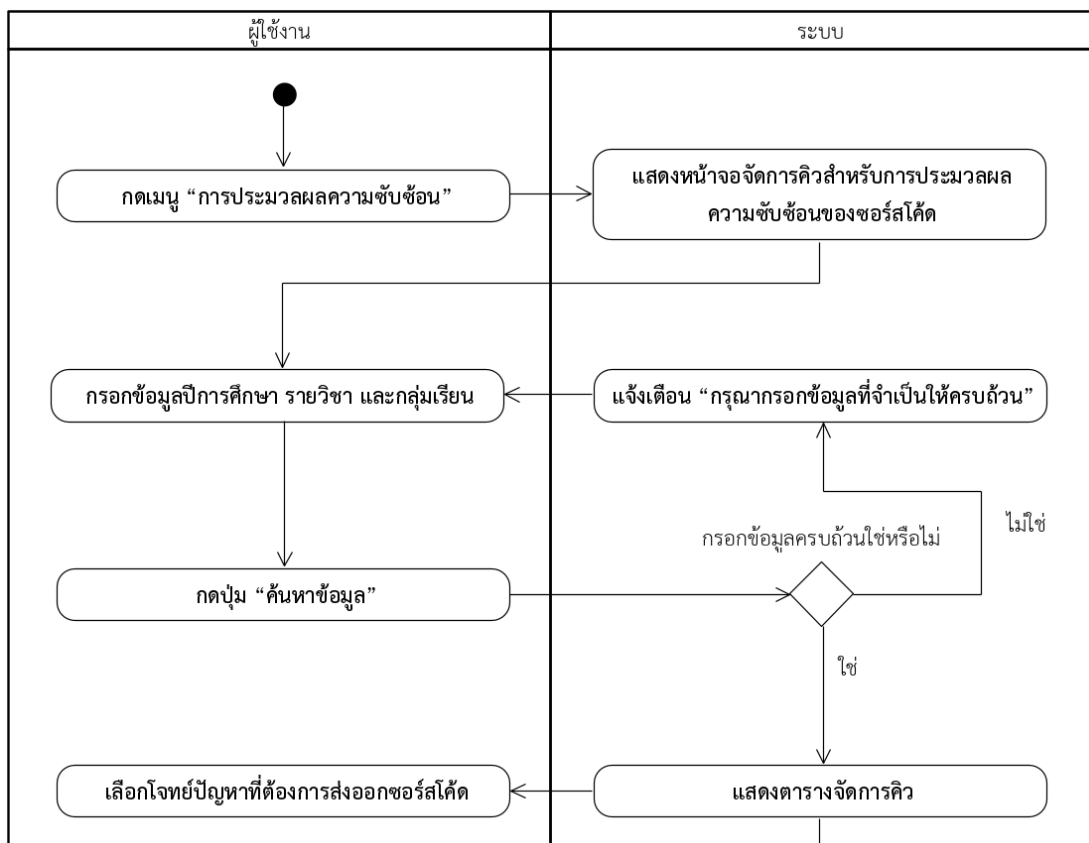 ผู้ใช้งาน
ระบบ
กดเมนู “การประมวลผลความซับซ้อน”
แสดงหน้าจอจัดการคิวสำหรับการประมวลผล
ความซับซ้อนของซอร์สโค้ด
กรอกข้อมูลปีการศึกษา รายวิชา และกลุ่มเรียน
แจ้งเตือน “กรุณากรอกข้อมูลที่จำเป็นให้ครบถ้วน”
ไม่ใช่
กรอกข้อมูลครบถ้วนใช่หรือไม่
กดปุ่ม “ค้นหาข้อมูล”
ใช่
เลือกโจทย์ปัญหาที่ต้องการส่งออกซอร์สโค้ด
แสดงตารางจัดการคิว